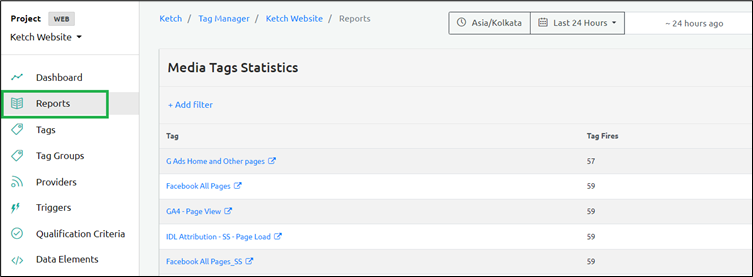 Project WEB
Ketch Website
Ketch / Tag Manager / Ketch Website / Reports
Asia/Kolkata Last 24 Hours ~ 24 hours ago
Dashboard
Reports
Tags
Tag Groups
Providers
Triggers
Qualification Criteria
Data Elements
Media Tags Statistics
+ Add filter
Tag Tag Fires
G Ads Home and Other pages 57
Facebook All Pages 59
GA4 - Page View 59
IDL Attribution - SS - Page Load 59
Facebook All Pages_SS 59